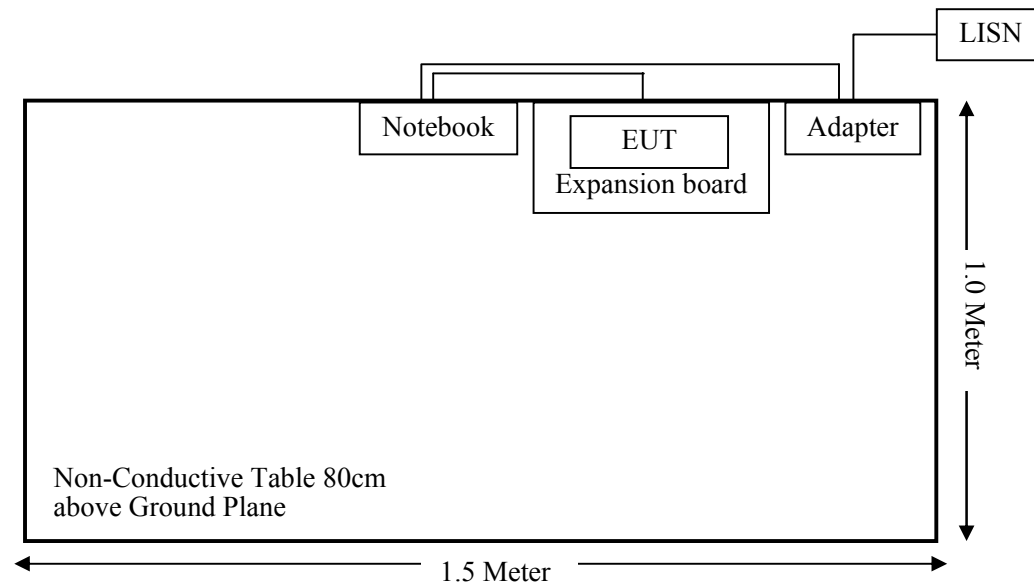 LISN
Notebook
EUT
Expansion board
Adapter
1.0 Meter
Non-Conductive Table 80cm
above Ground Plane
1.5 Meter